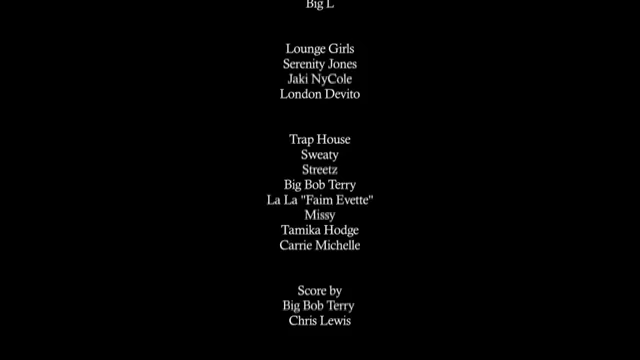 Big L
Lounge Girls
Serenity Jones
Jaki NyCole
London Devito
Trap House
Sweaty
Streetz
Big Bob Terry
La La "Faim Evette"
Missy
Tamika Hodge
Carrie Michelle
Score by
Big Bob Terry
Chris Lewis